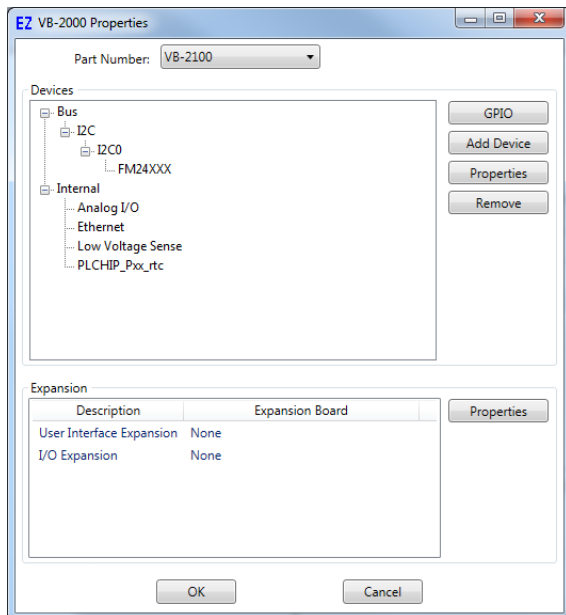 EZ VB-2000 Properties
Part Number: VB-2100
Devices
Bus
I2C
I2C0
FM24XXX
Internal
Analog I/O
Ethernet
Low Voltage Sense
PLCHIP_Pxx_rtc
GPIO
Add Device
Properties
Remove
Expansion
Description Expansion Board
User Interface Expansion None
I/O Expansion None
Properties
OK Cancel